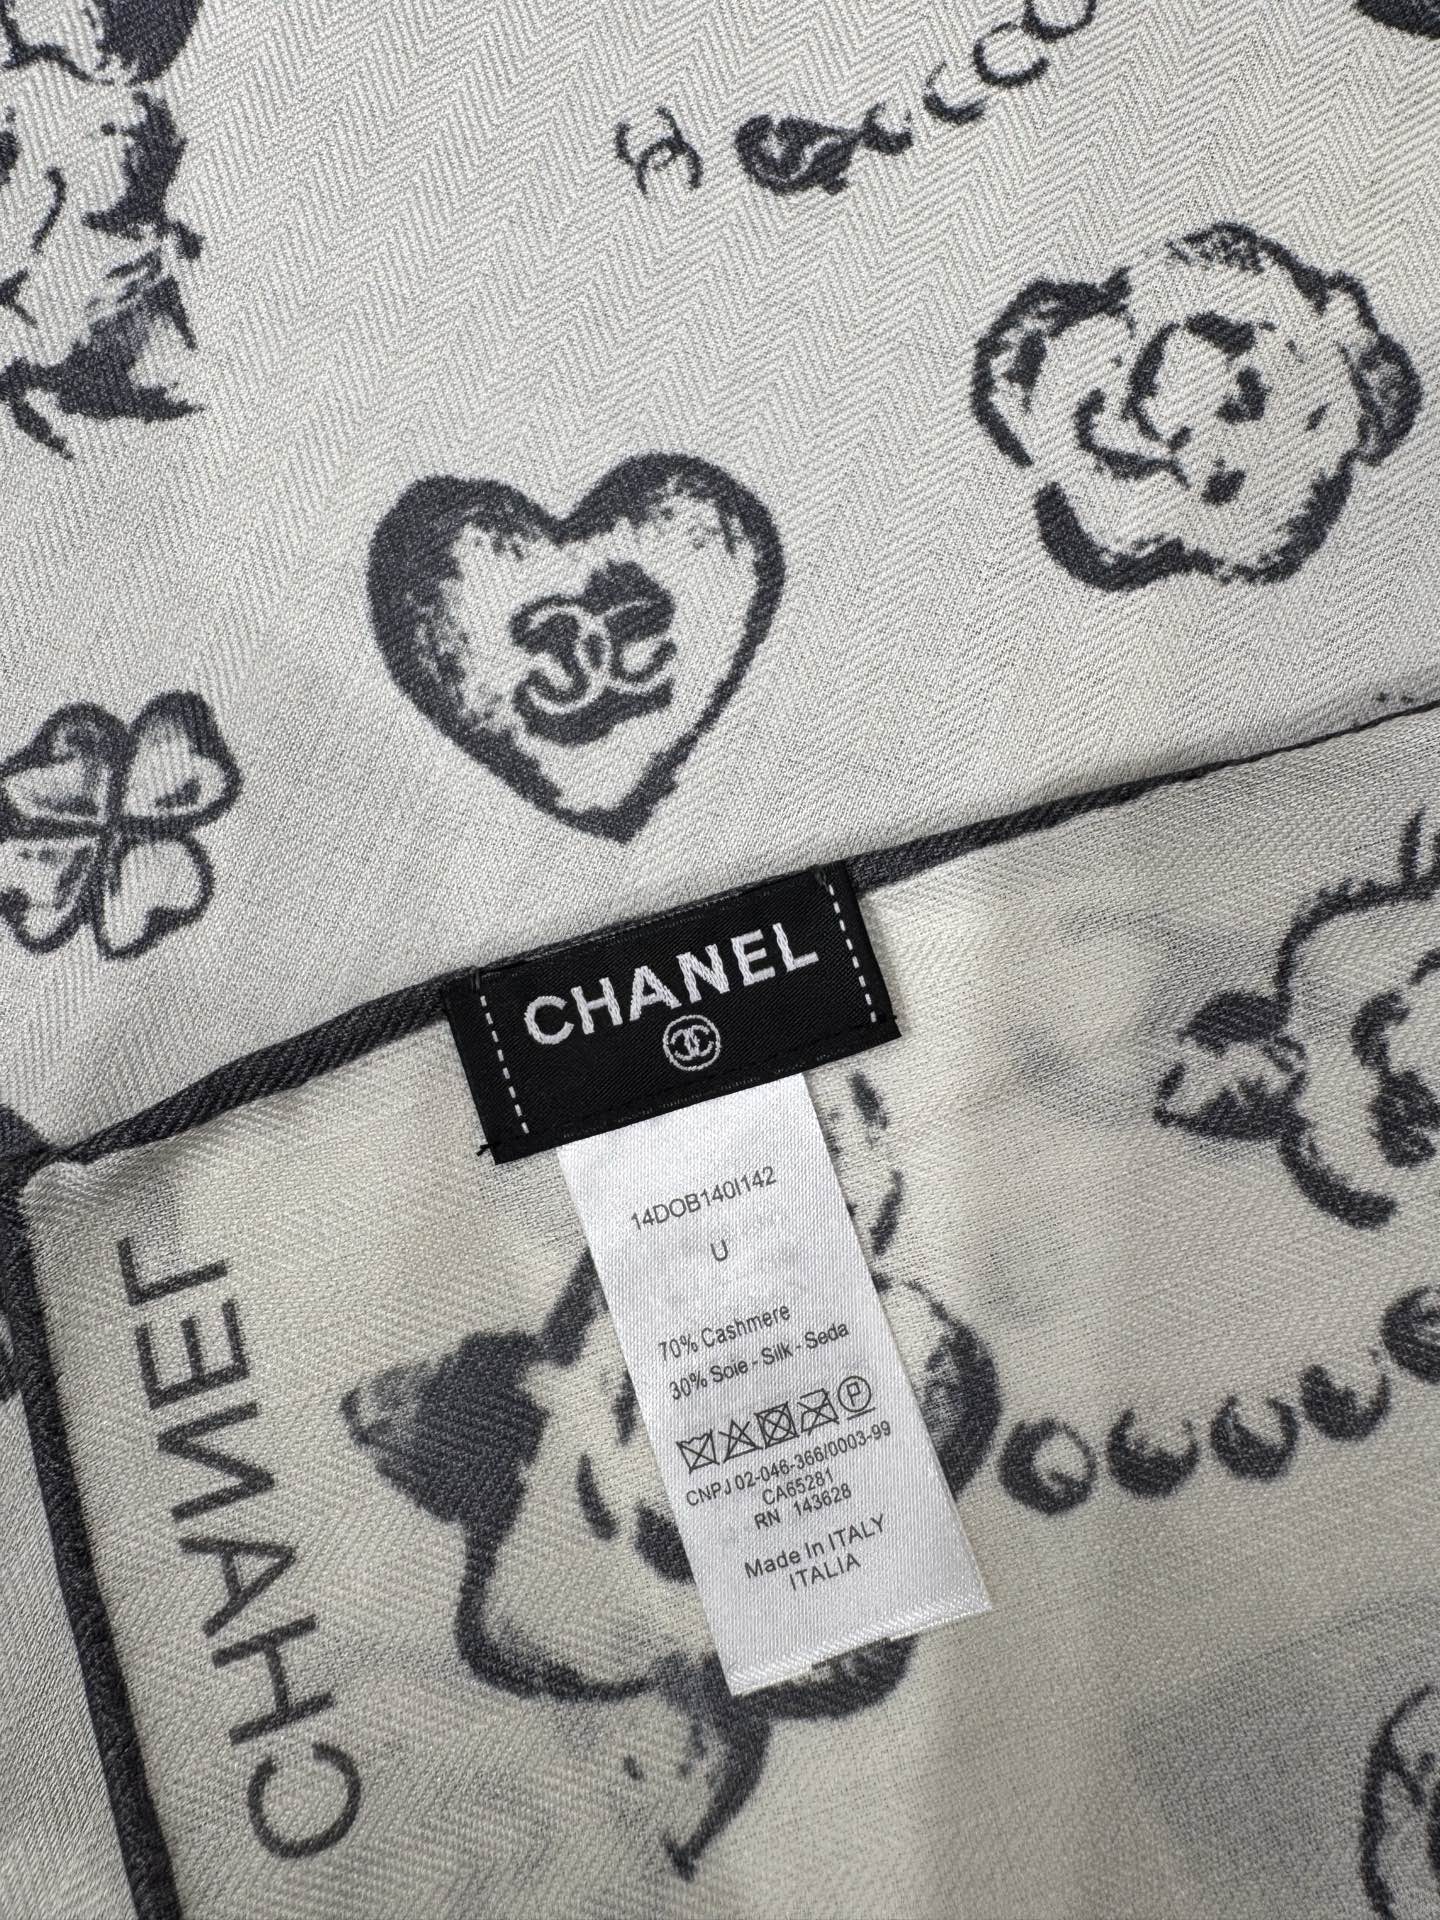 CHANEL
14DOB140I142
U
70% Cashmere
30% Soie - Silk - Seda
CNPJ 02-046-366/0003-99
CA65281
RN 143628
Made In ITALY
ITALIA
CHANEL